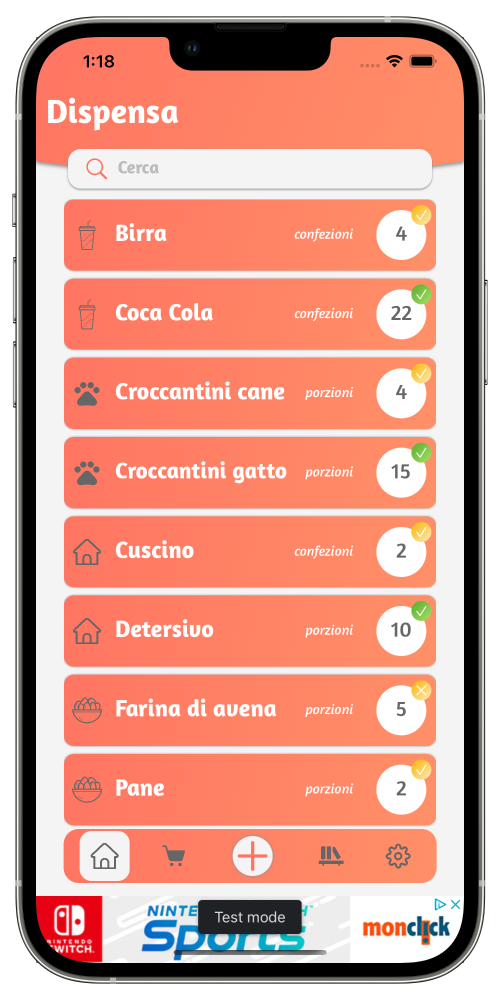 1:18
Dispensa
Cerca
Birra confezioni 4
Coca Cola confezioni 22
Croccantini cane porzioni 4
Croccantini gatto porzioni 15
Cuscino confezioni 2
Detersivo porzioni 10
Farina di avena porzioni 5
Pane porzioni 2
NINTENDO
SWITCH.
NINTE
Sports
Test mode
monclick